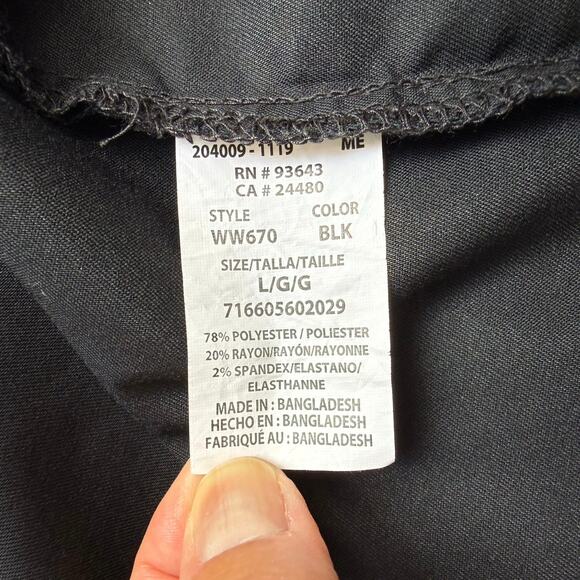 204009-1119 ME
RN # 93643
CA # 24480
STYLE COLOR
WW670 BLK
SIZE/TALLA/TAILLE
L/G/G
716605602029
78% POLYESTER / POLIESTER
20% RAYON/RAYÓN/RAYONNE
2% SPANDEX/ELASTANO/
ELASTHANNE
MADE IN : BANGLADESH
HECHO EN : BANGLADESH
FABRIQUÉ AU : BANGLADESH